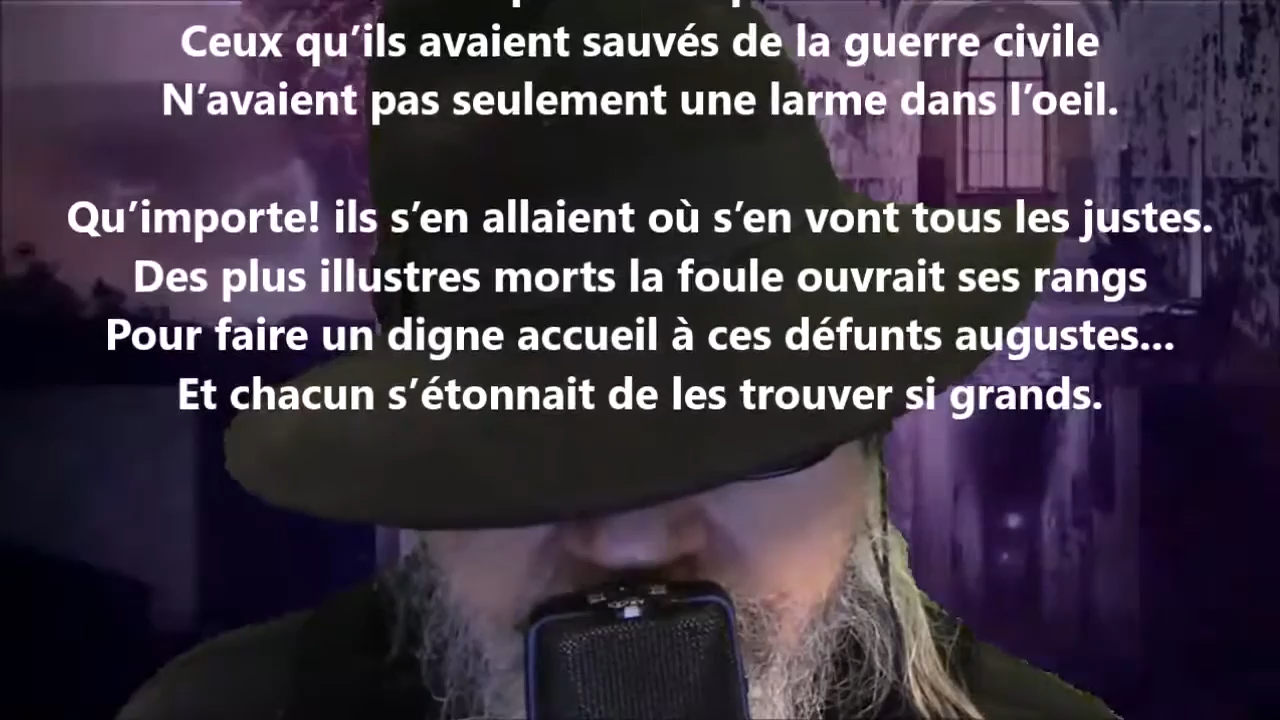 Ceux qu’ils avaient sauvés de la guerre civile
N’avaient pas seulement une larme dans l’oeil.
Qu’importe! ils s’en allaient où s’en vont tous les justes.
Des plus illustres morts la foule ouvrait ses rangs
Pour faire un digne accueil à ces défunts augustes...
Et chacun s’étonnait de les trouver si grands.